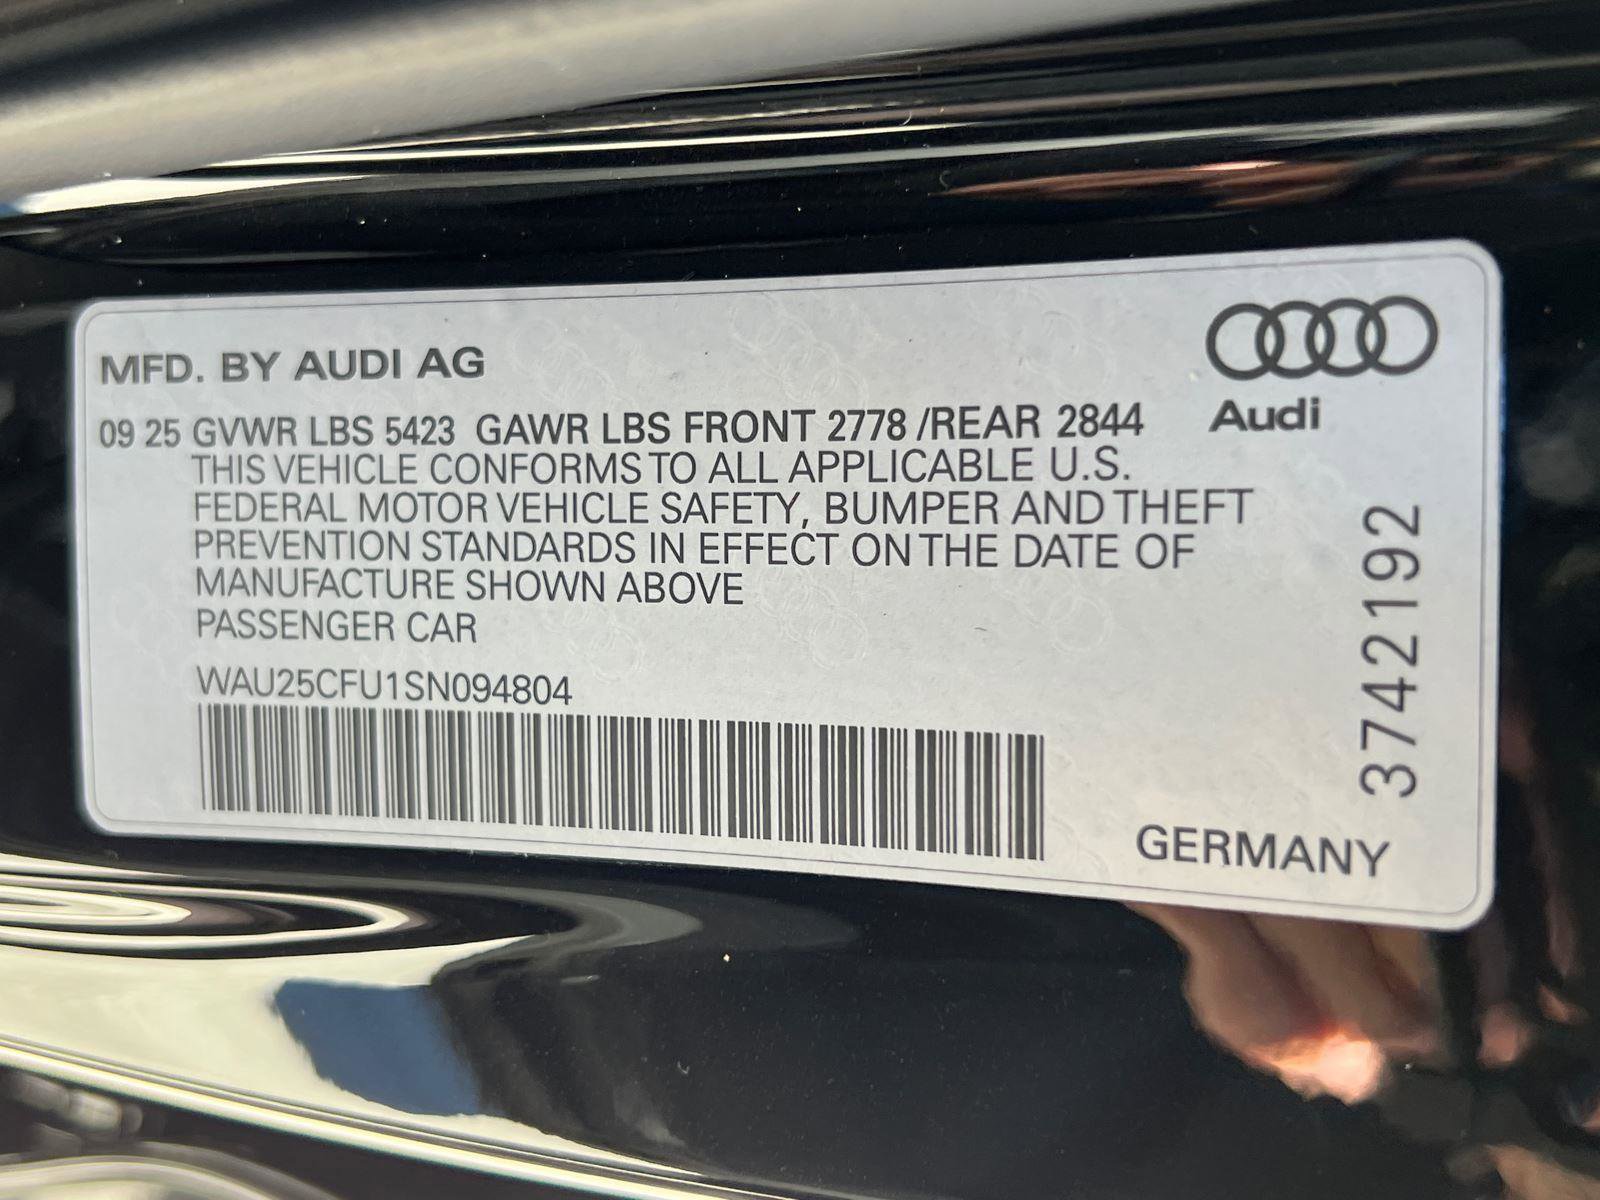 MFD. BY AUDI AG
Audi
09 25 GVWR LBS 5423 GAWR LBS FRONT 2778 /REAR 2844
THIS VEHICLE CONFORMS TO ALL APPLICABLE U.S.
FEDERAL MOTOR VEHICLE SAFETY, BUMPER AND THEFT
PREVENTION STANDARDS IN EFFECT ON THE DATE OF
MANUFACTURE SHOWN ABOVE
PASSENGER CAR
WAU25CFU1SN094804
3742192
GERMANY